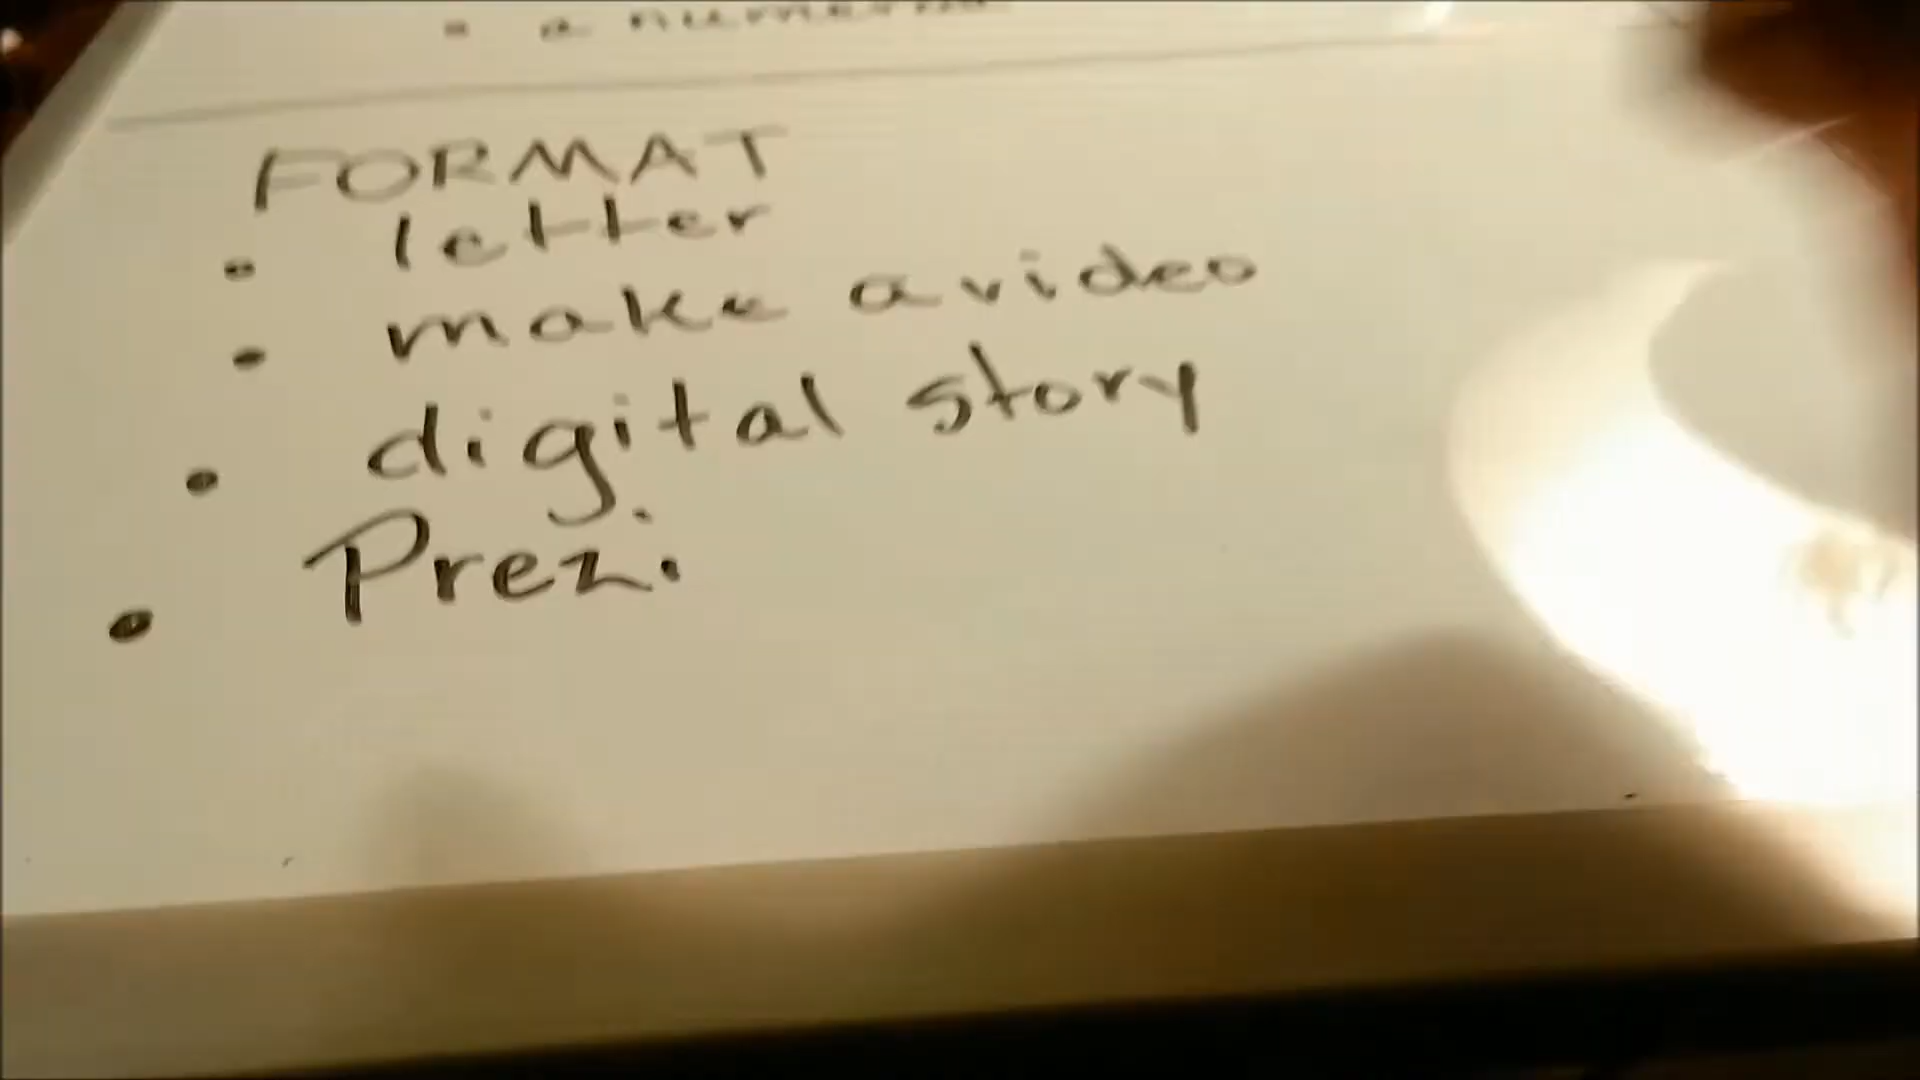 • a
FORMAT
• letter
• make a video
• digital story
• Prezi